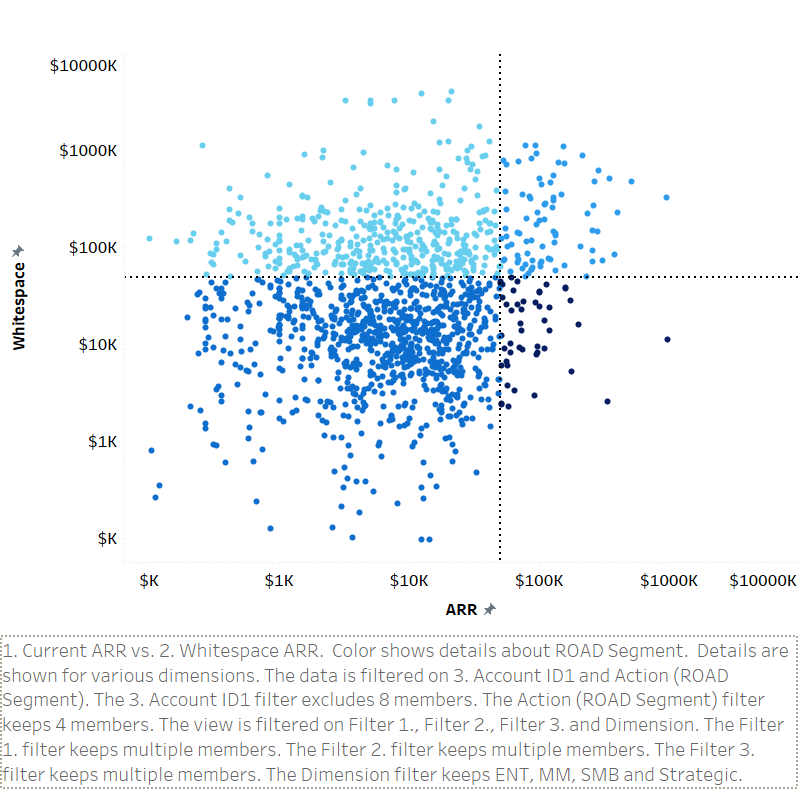 $10000K
$1000K
$100K
$10K
$1K
$K
Whitespace
$K
$1K
$10K
$100K
$1000K
$10000K
ARR
1. Current ARR vs. 2. Whitespace ARR.  Color shows details about ROAD Segment.  Details are
shown for various dimensions. The data is filtered on 3. Account ID1 and Action (ROAD
Segment). The 3. Account ID1 filter excludes 8 members. The Action (ROAD Segment) filter
keeps 4 members. The view is filtered on Filter 1., Filter 2., Filter 3. and Dimension. The Filter
1. filter keeps multiple members. The Filter 2. filter keeps multiple members. The Filter 3.
filter keeps multiple members. The Dimension filter keeps ENT, MM, SMB and Strategic.